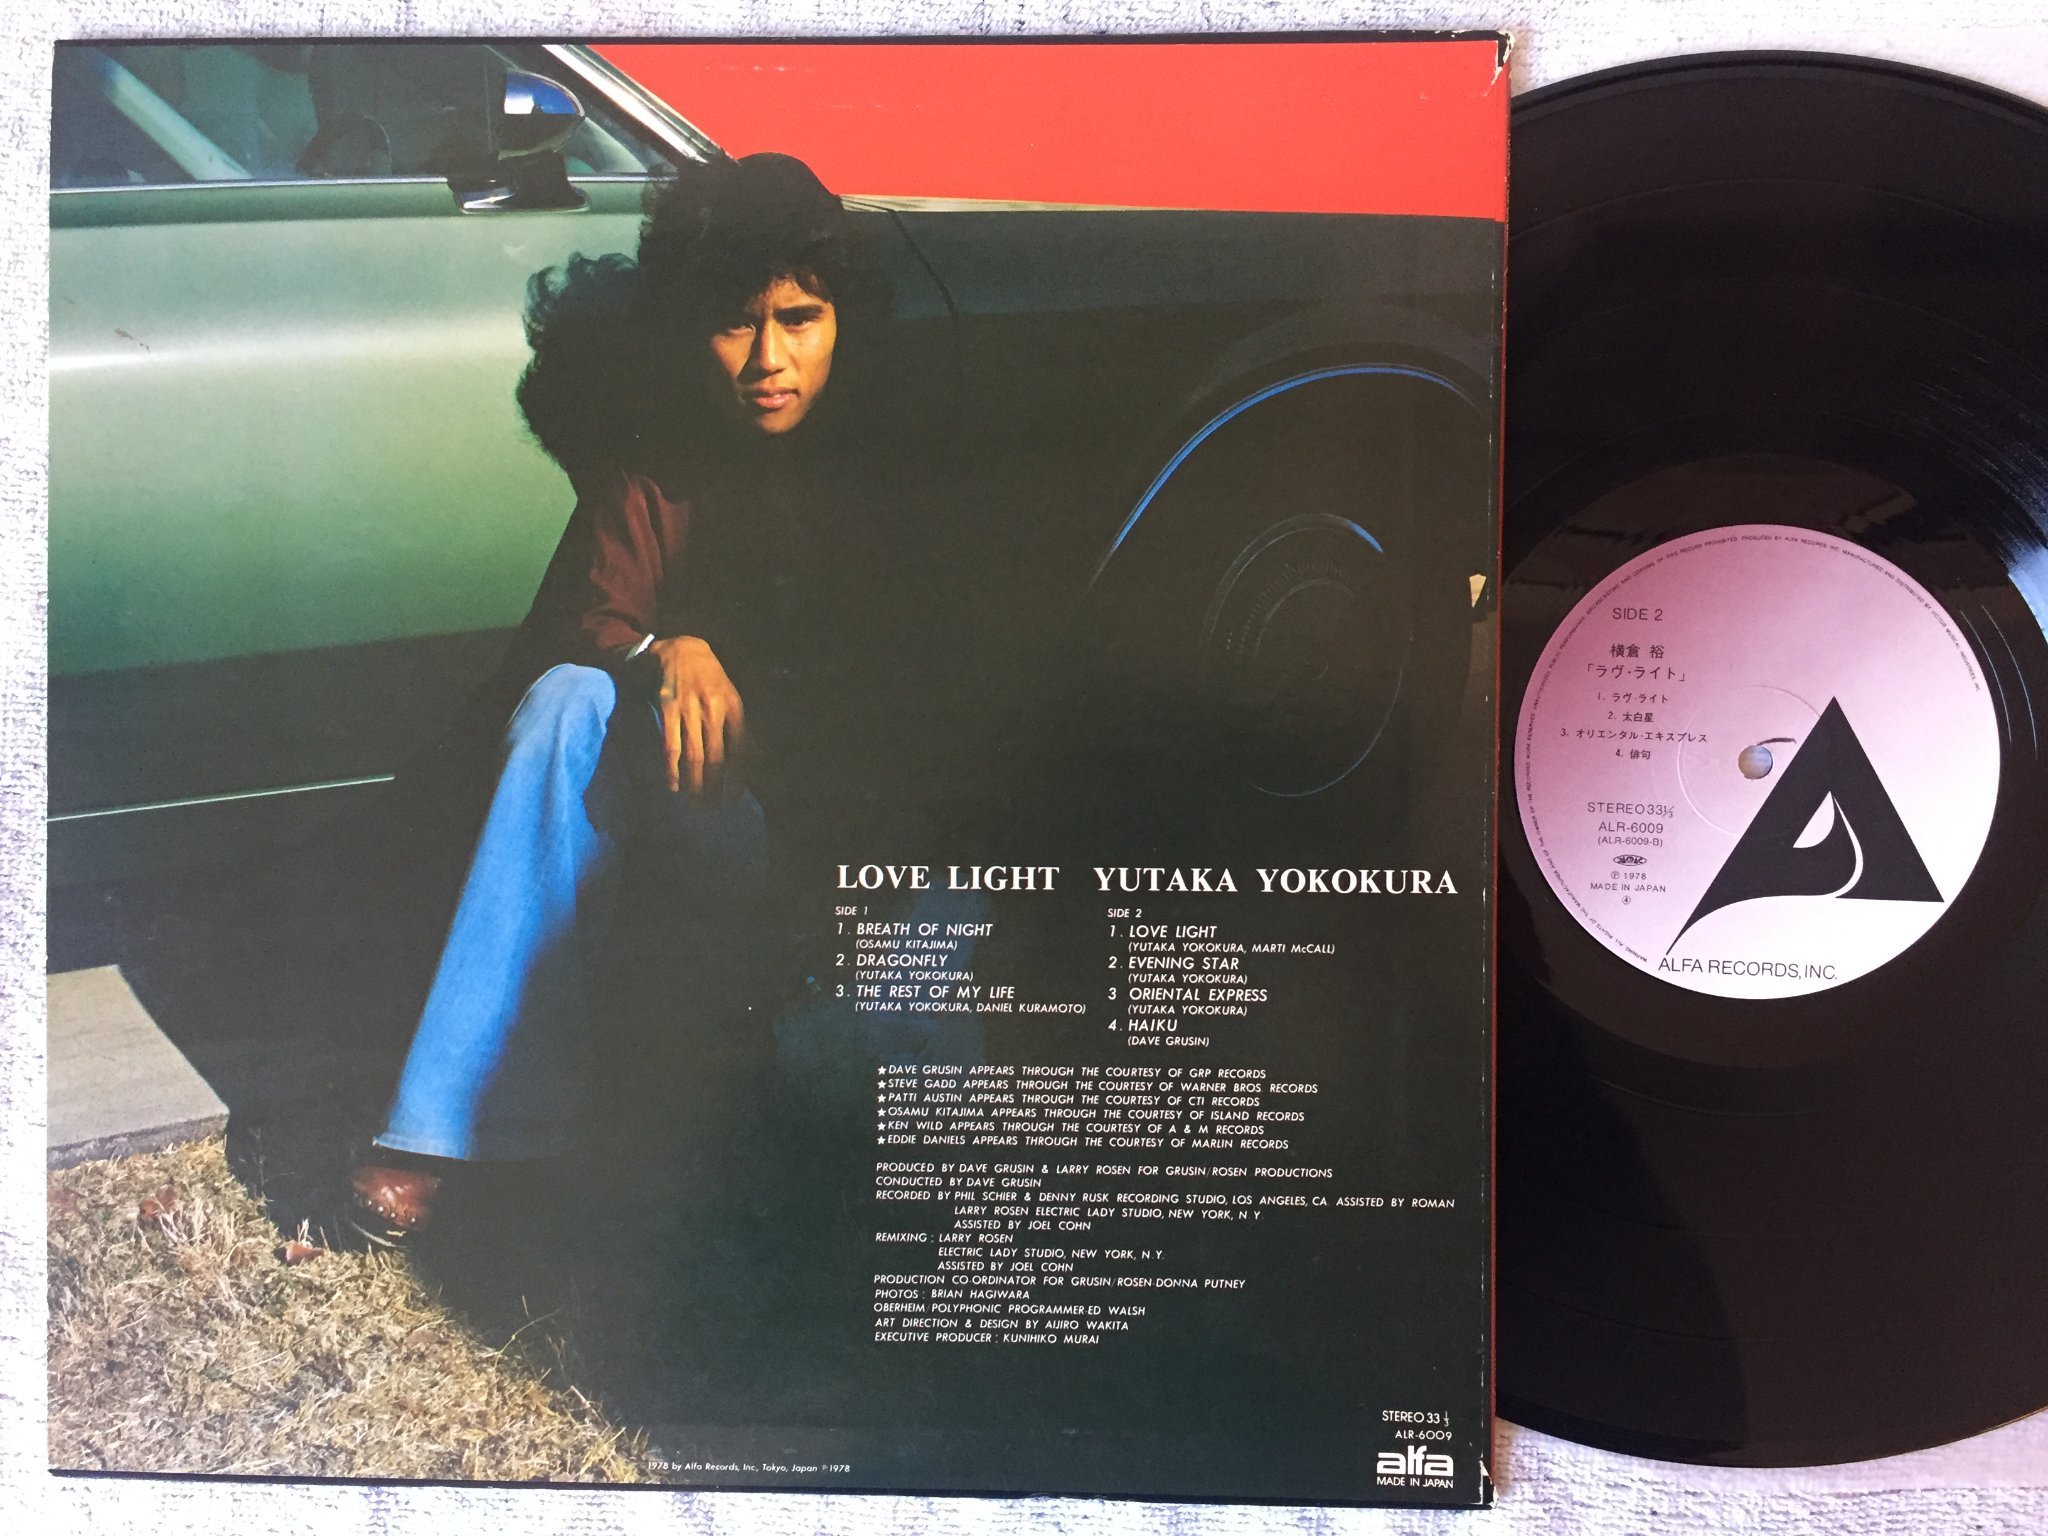 LOVE LIGHT YUTAKA YOKOKURA
SIDE 1
1. BREATH OF NIGHT
(OSAMU KITAJIMA)
2. DRAGONFLY
(YUTAKA YOKOKURA)
3. THE REST OF MY LIFE
(YUTAKA YOKOKURA, DANIEL KURAMOTO)
SIDE 2
1. LOVE LIGHT
(YUTAKA YOKOKURA, MARTI McCALL)
2. EVENING STAR
(YUTAKA YOKOKURA)
3 ORIENTAL EXPRESS
(YUTAKA YOKOKURA)
4. HAIKU
(DAVE GRUSIN)
★DAVE GRUSIN APPEARS THROUGH THE COURTESY OF GRP RECORDS
★STEVE GADD APPEARS THROUGH THE COURTESY OF WARNER BROS RECORDS
★PATTI AUSTIN APPEARS THROUGH THE COURTESY OF CTI RECORDS
★OSAMU KITAJIMA APPEARS THROUGH THE COURTESY OF ISLAND RECORDS
★KEN WILD APPEARS THROUGH THE COURTESY OF A & M RECORDS
★EDDIE DANIELS APPEARS THROUGH THE COURTESY OF MARLIN RECORDS
PRODUCED BY DAVE GRUSIN & LARRY ROSEN FOR GRUSIN/ROSEN PRODUCTIONS
CONDUCTED BY DAVE GRUSIN
RECORDED BY PHIL SCHIER & DENNY RUSK RECORDING STUDIO, LOS ANGELES, CA. ASSISTED BY ROMAN
LARRY ROSEN ELECTRIC LADY STUDIO, NEW YORK, N.Y.
ASSISTED BY JOEL COHN
REMIXING: LARRY ROSEN
ELECTRIC LADY STUDIO, NEW YORK, N.Y.
ASSISTED BY JOEL COHN
PRODUCTION CO-ORDINATOR FOR GRUSIN/ROSEN-DONNA PUTNEY
PHOTOS: BRIAN HAGIWARA
OBERHEIM/POLYPHONIC PROGRAMMER-ED WALSH
ART DIRECTION & DESIGN BY AIJIRO WAKITA
EXECUTIVE PRODUCER: KUNIHIKO MURAI
STEREO 33 1/3
ALR-6009
alfa
MADE IN JAPAN
1978 by Alfa Records, Inc., Tokyo, Japan ℗1978
SIDE 2
横倉 裕
「ラヴ・ライト」
1. ラヴ・ライト
2. 太白星
3. オリエンタル・エキスプレス
4. 俳句
STEREO 33 1/3
ALR-6009
(ALR-6009-B)
℗ 1978
MADE IN JAPAN
④
ALFA RECORDS, INC.